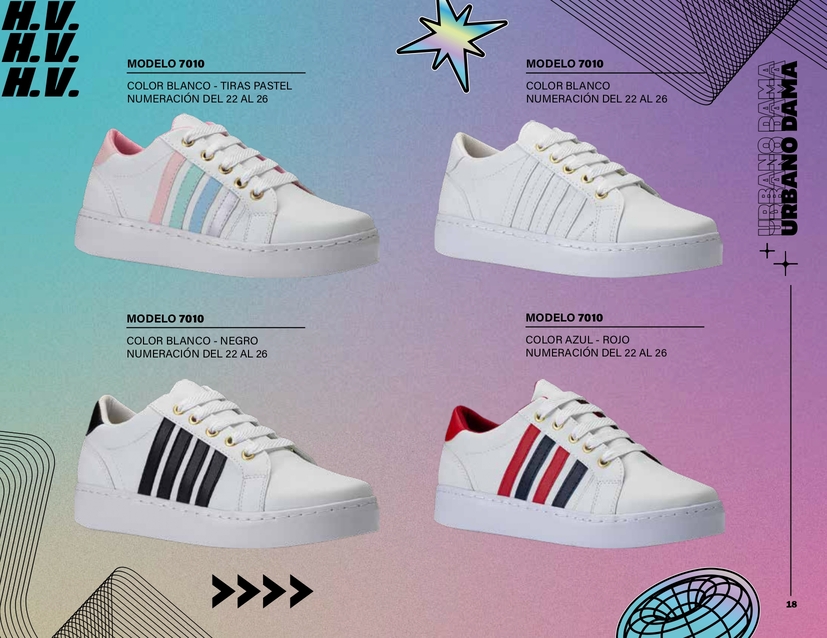 H.V.
H.V.
H.V.
MODELO 7010
COLOR BLANCO - TIRAS PASTEL
NUMERACIÓN DEL 22 AL 26
MODELO 7010
COLOR BLANCO
NUMERACIÓN DEL 22 AL 26
URBANO DAMA
URBANO DAMA
MODELO 7010
COLOR BLANCO - NEGRO
NUMERACIÓN DEL 22 AL 26
MODELO 7010
COLOR AZUL - ROJO
NUMERACIÓN DEL 22 AL 26
18